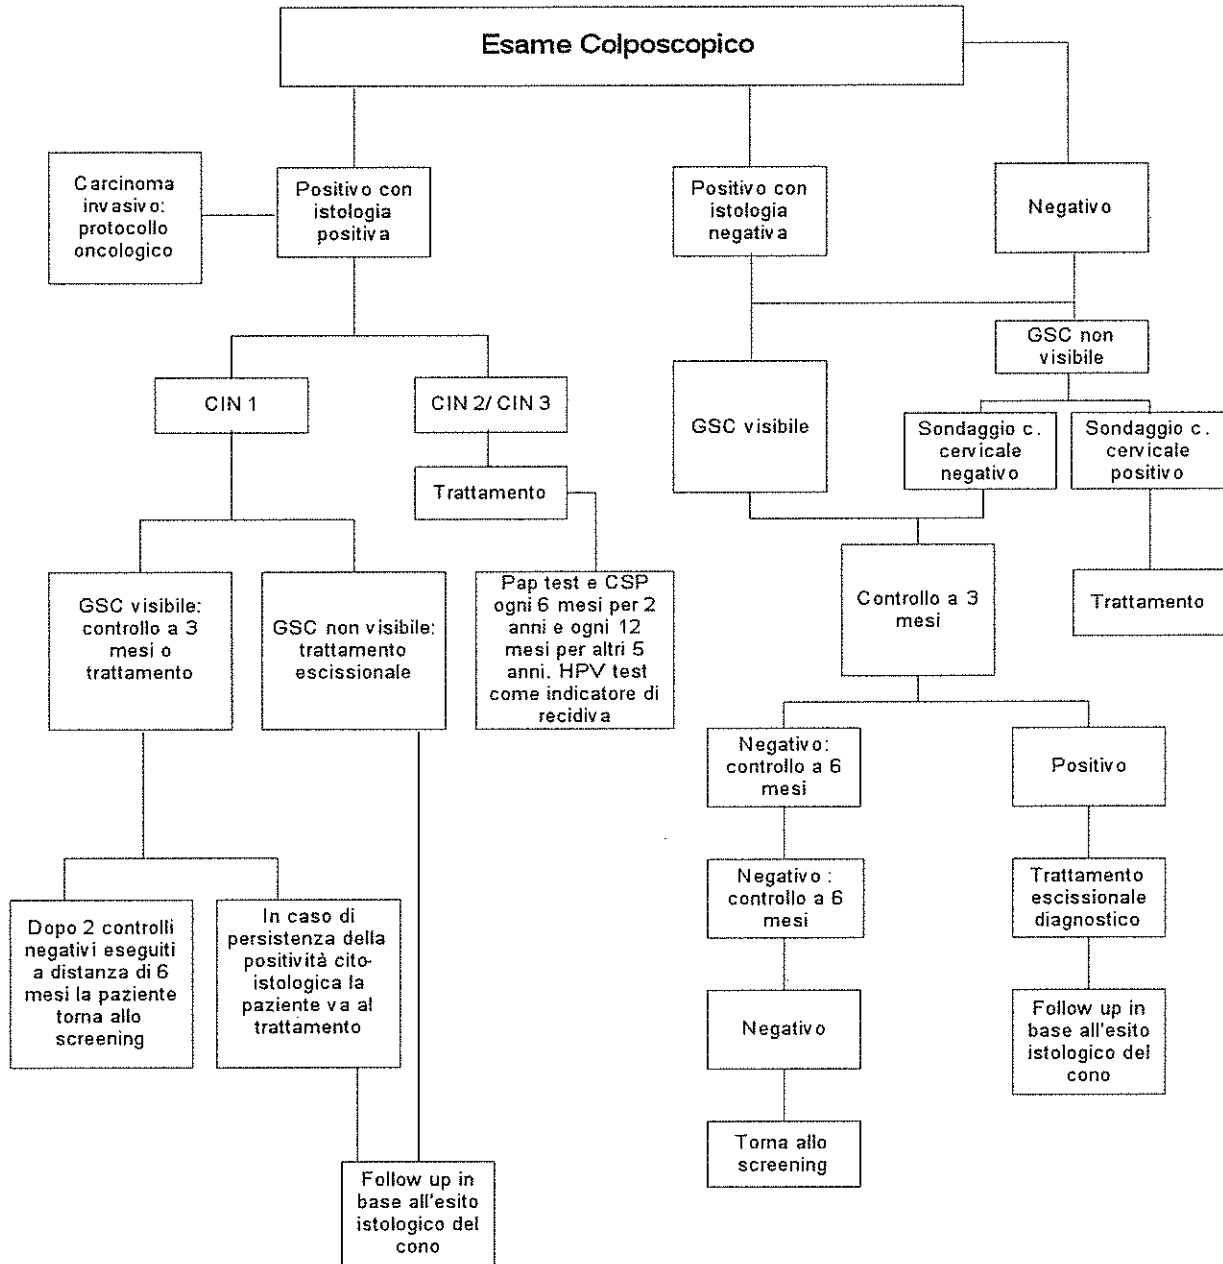 Esame Colposcopico
Carcinoma
invasivo:
protocollo
oncologico
Positivo con
istologia
positiva
Positivo con
istologia
negativa
Negativo
GSC non
visibile
CIN 1
CIN 2/ CIN 3
GSC visibile
Sondaggio c.
cervicale
negativo
Sondaggio c.
cervicale
positivo
Trattamento
GSC visibile:
controllo a 3
mesi o
trattamento
GSC non visibile:
trattamento
escissionale
Pap test e CSP
ogni 6 mesi per 2
anni e ogni 12
mesi per altri 5
anni. HPV test
come indicatore di
recidiva
Controllo a 3
mesi
Trattamento
Negativo:
controllo a 6
mesi
Positivo
Negativo :
controllo a 6
mesi
Trattamento
escissionale
diagnostico
Dopo 2 controlli
negativi eseguiti
a distanza di 6
mesi la paziente
torna allo
screening
In caso di
persistenza della
positività cito-
istologica la
paziente va al
trattamento
Negativo
Follow up in
base all'esito
istologico del
cono
Torna allo
screening
Follow up in
base all'esito
istologico del
cono